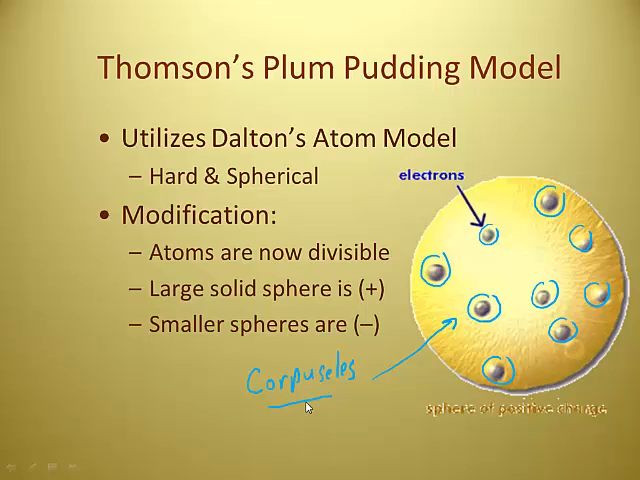 Thomson's Plum Pudding Model
• Utilizes Dalton's Atom Model
– Hard & Spherical
electrons
• Modification:
– Atoms are now divisible
– Large solid sphere is (+)
– Smaller spheres are (–)
Corpuseles
sphere of positive charge